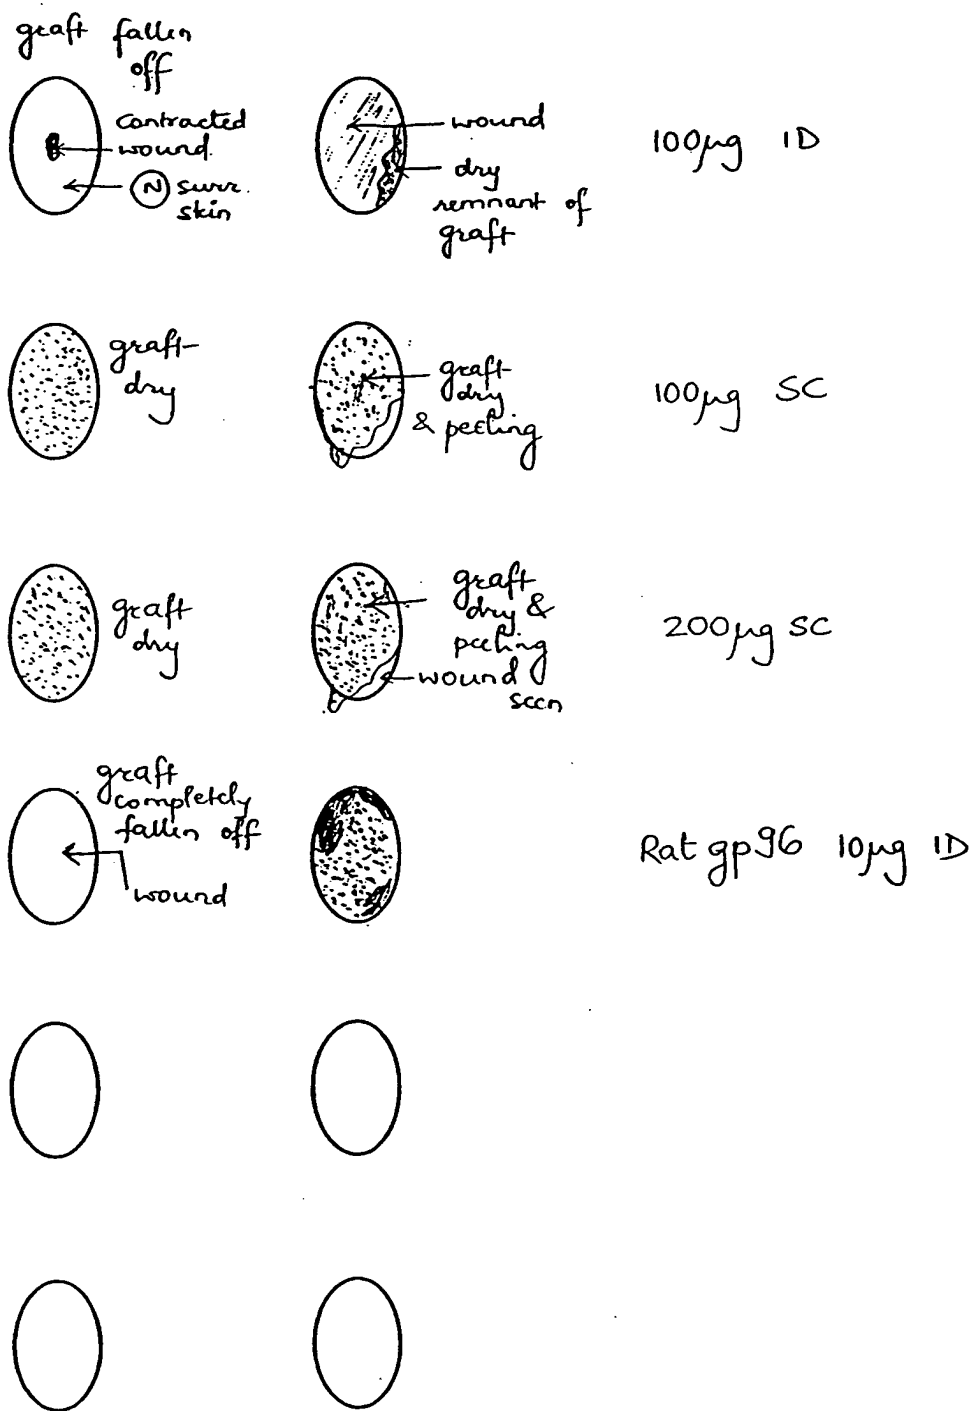 graft fallen
off
contracted
wound.
N surr.
skin
wound
dry
remnant of
graft
100µg ID
graft
dry
graft
dry
& peeling
100µg SC
graft
dry
graft
dry &
peeling
wound
seen
200µg SC
graft
completely
fallen off
wound
Rat gp96 10µg ID